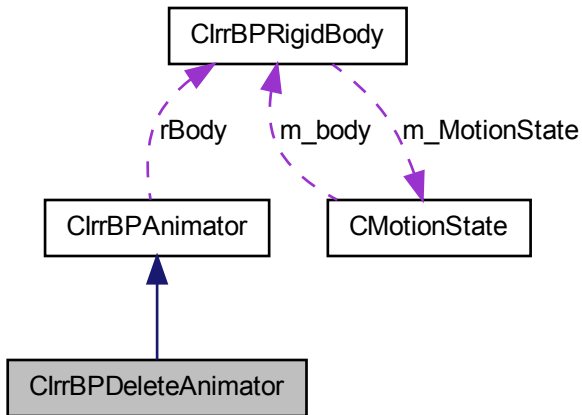 CIrrBPRigidBody
rBody
m_body
m_MotionState
CIrrBPAnimator
CMotionState
CIrrBPDeleteAnimator